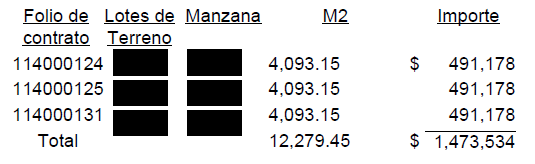 Folio de contrato Lotes de Terreno Manzana M2 Importe
114000124 4,093.15 $ 491,178
114000125 4,093.15 491,178
114000131 4,093.15 491,178
Total 12,279.45 $ 1,473,534